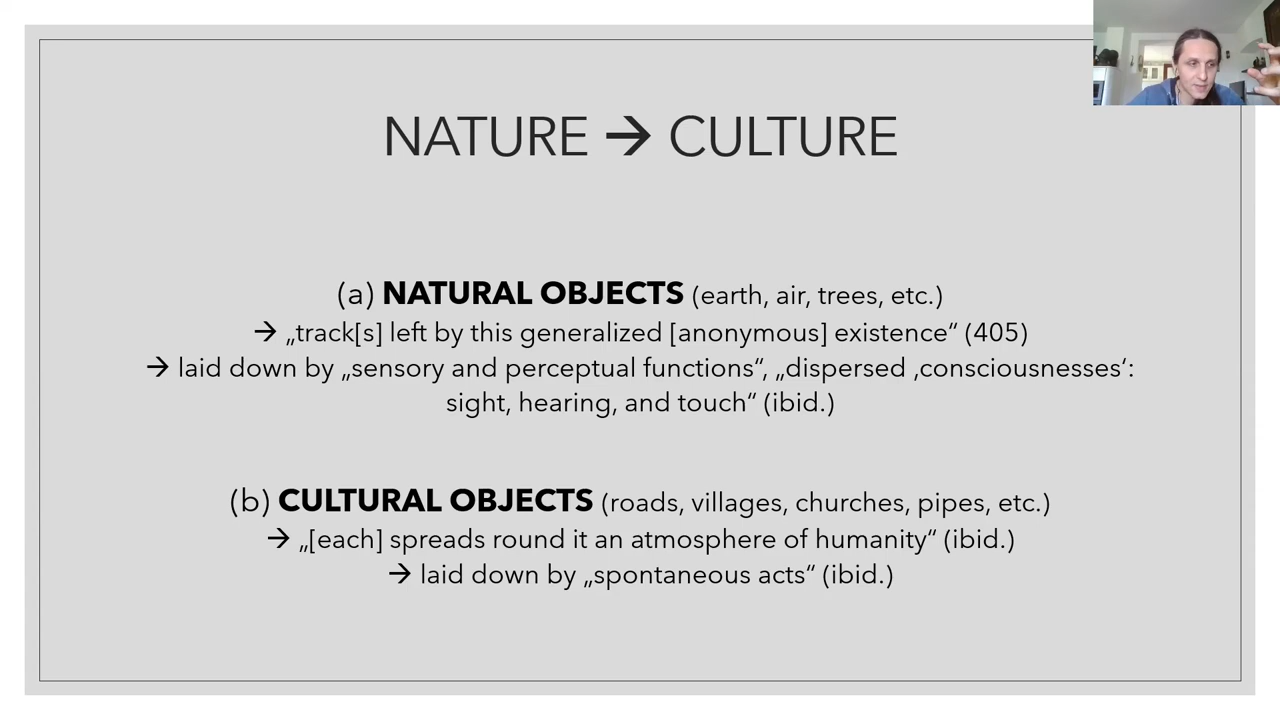 NATURE → CULTURE
(a) NATURAL OBJECTS (earth, air, trees, etc.)
→ „track[s] left by this generalized [anonymous] existence“ (405)
→ laid down by „sensory and perceptual functions“, „dispersed ‚consciousnesses‘:
sight, hearing, and touch“ (ibid.)
(b) CULTURAL OBJECTS (roads, villages, churches, pipes, etc.)
→ „[each] spreads round it an atmosphere of humanity“ (ibid.)
→ laid down by „spontaneous acts“ (ibid.)